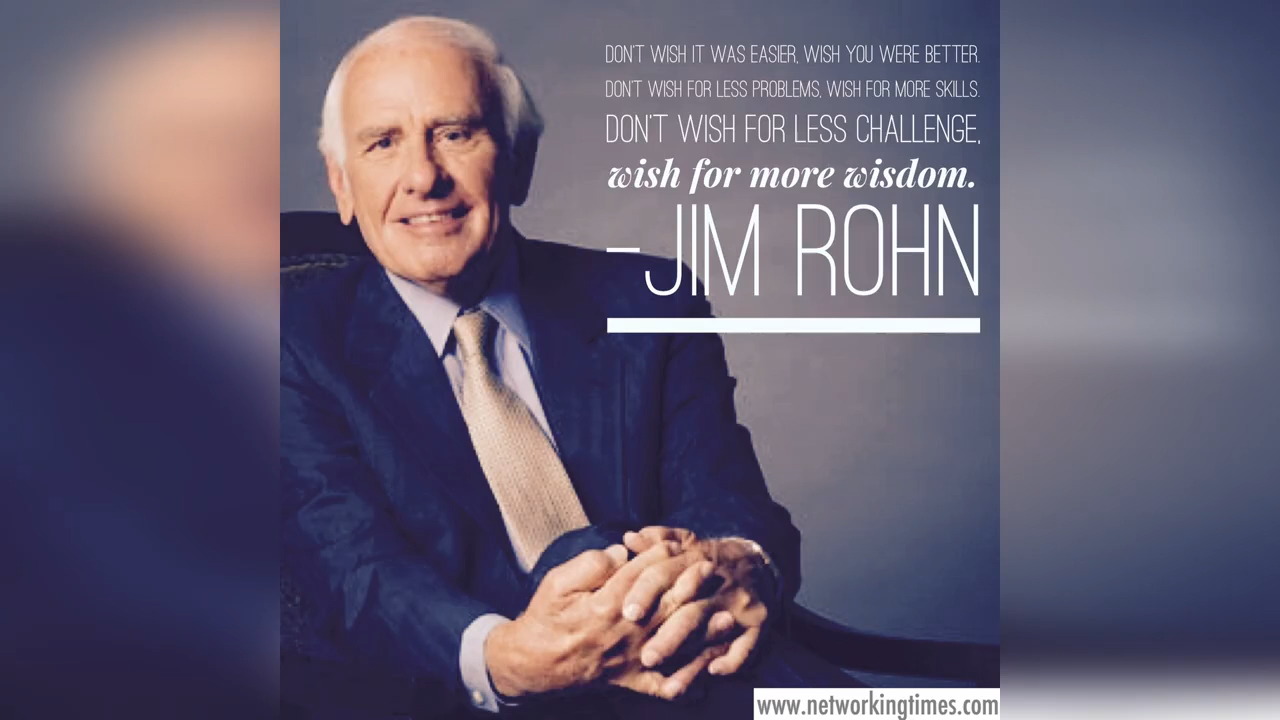 DON'T WISH IT WAS EASIER, WISH YOU WERE BETTER.
DON'T WISH FOR LESS PROBLEMS, WISH FOR MORE SKILLS.
DON'T WISH FOR LESS CHALLENGE,
wish for more wisdom.
-JIM ROHN
www.networkingtimes.com